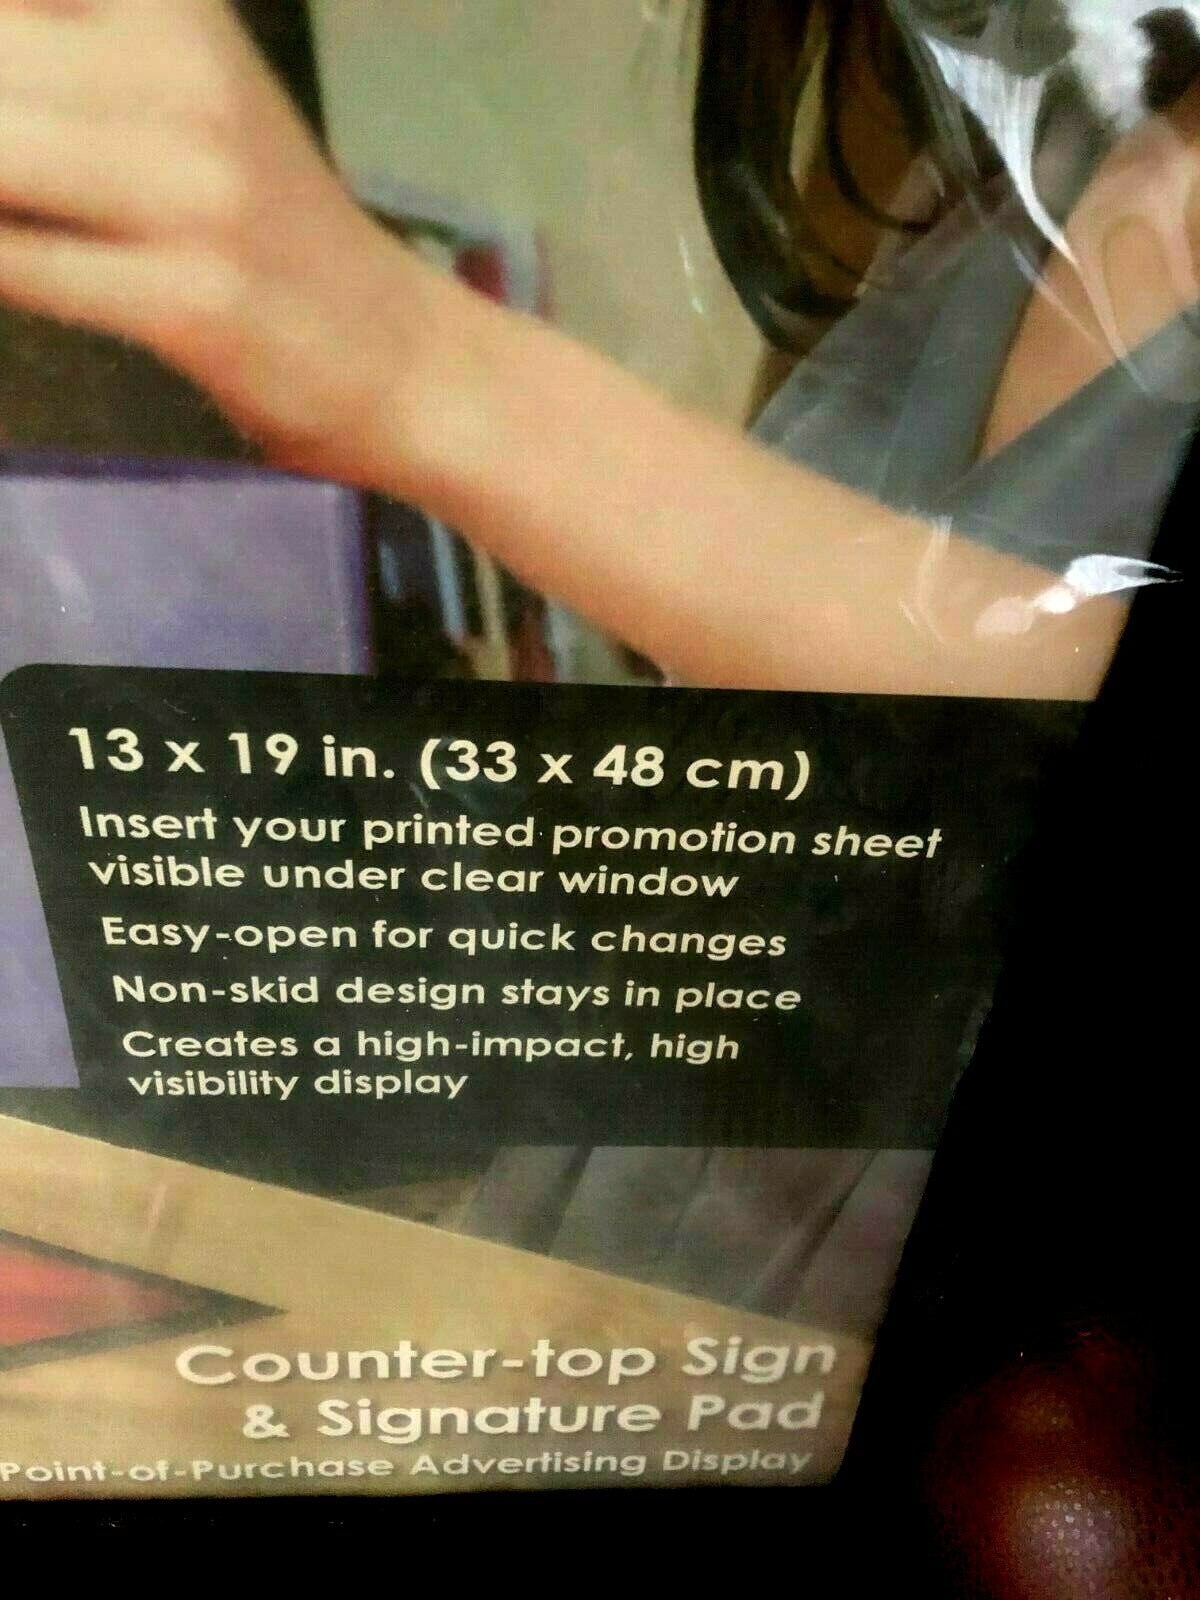 13 x 19 in. (33 x 48 cm)
Insert your printed promotion sheet
visible under clear window
Easy-open for quick changes
Non-skid design stays in place
Creates a high-impact, high
visibility display
Counter-top Sign
& Signature Pad
Point-of-Purchase Advertising Display